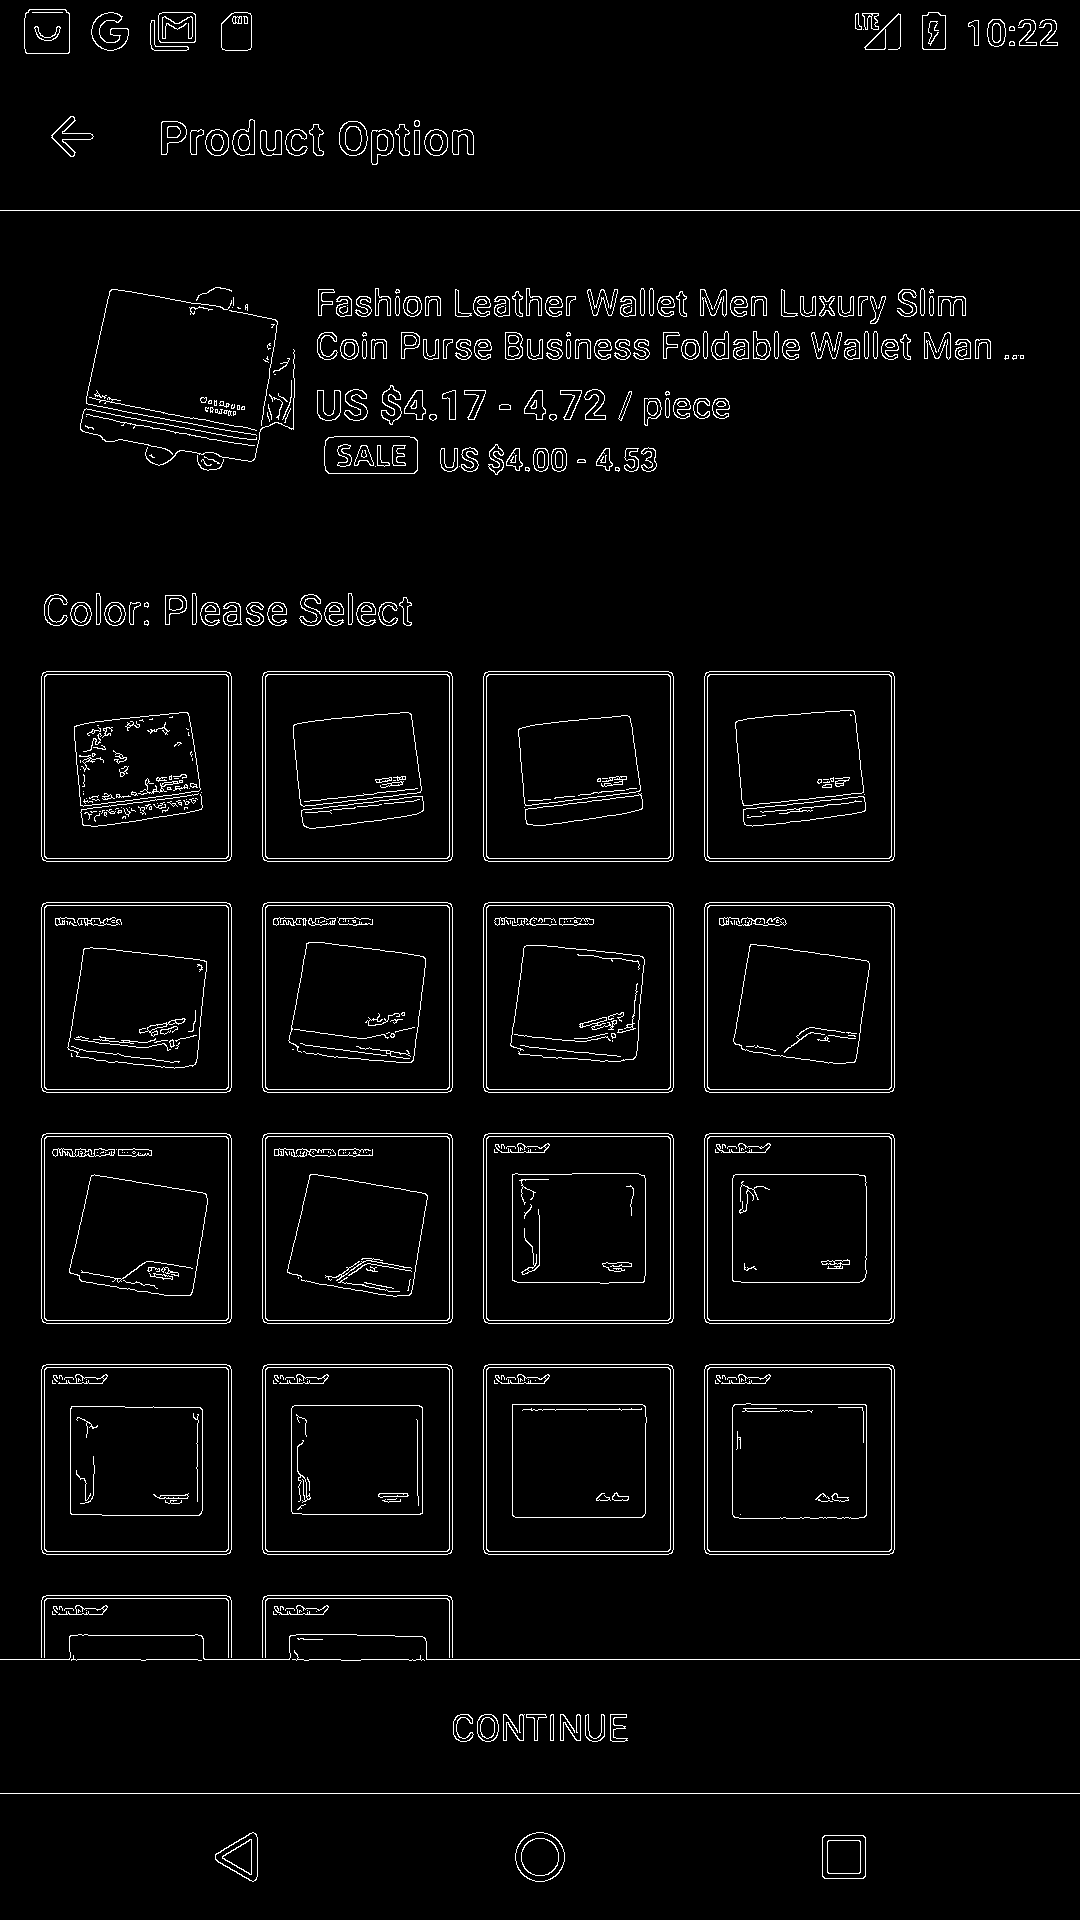 10:22
LTE
Product Option
Fashion Leather Wallet Men Luxury Slim
Coin Purse Business Foldable Wallet Man ...
US $4.17 - 4.72 / piece
SALE US $4.00 - 4.53
Color: Please Select
CONTINUE